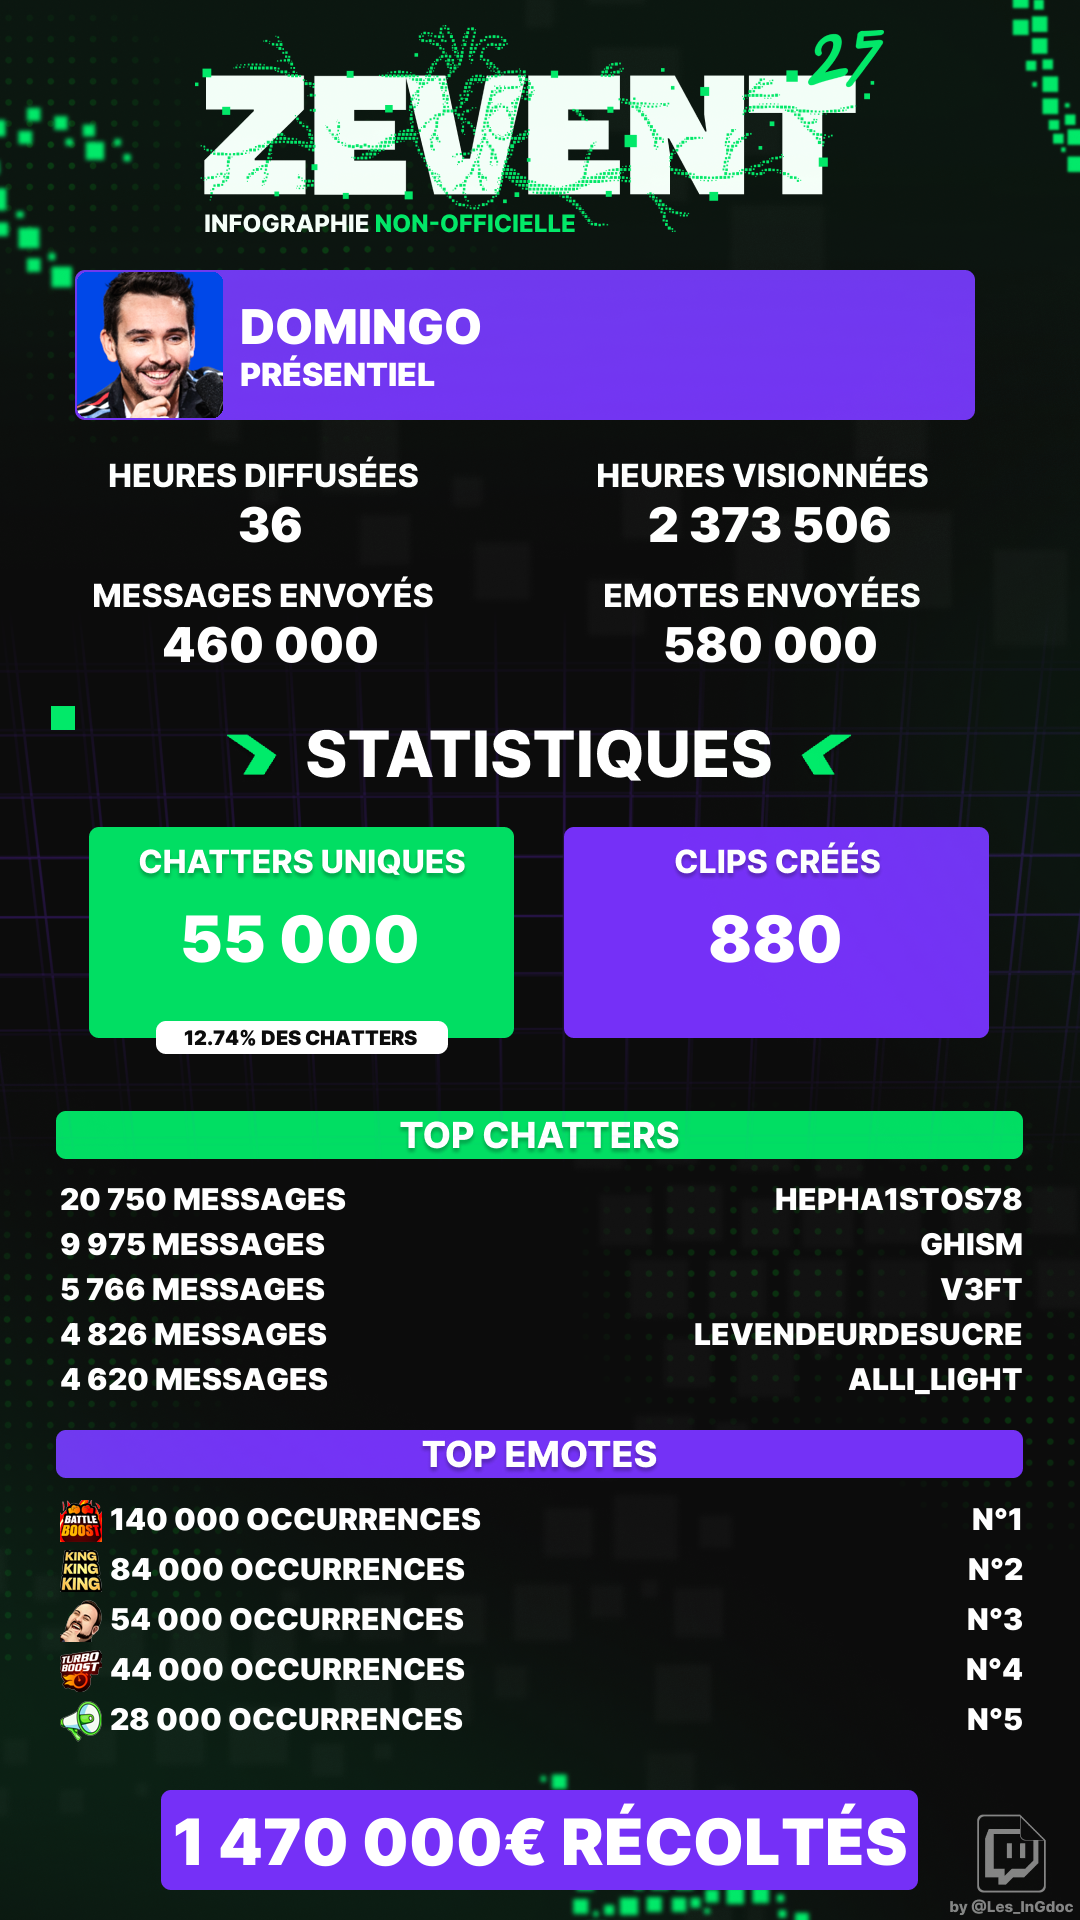 ZEVENT 25
INFOGRAPHIE NON-OFFICIELLE
DOMINGO
PRÉSENTIEL
HEURES DIFFUSÉES
36
HEURES VISIONNÉES
2 373 506
MESSAGES ENVOYÉS
460 000
EMOTES ENVOYÉES
580 000
STATISTIQUES
CHATTERS UNIQUES
55 000
12.74% DES CHATTERS
CLIPS CRÉÉS
880
TOP CHATTERS
20 750 MESSAGES HEPHA1STOS78
9 975 MESSAGES GHISM
5 766 MESSAGES V3FT
4 826 MESSAGES LEVENDEURDESUCRE
4 620 MESSAGES ALLI_LIGHT
TOP EMOTES
BATTLE BOOST 140 000 OCCURRENCES N°1
KING KING KING 84 000 OCCURRENCES N°2
54 000 OCCURRENCES N°3
TURBO BOOST 44 000 OCCURRENCES N°4
28 000 OCCURRENCES N°5
1 470 000€ RÉCOLTÉS
by @Les_InGdoc